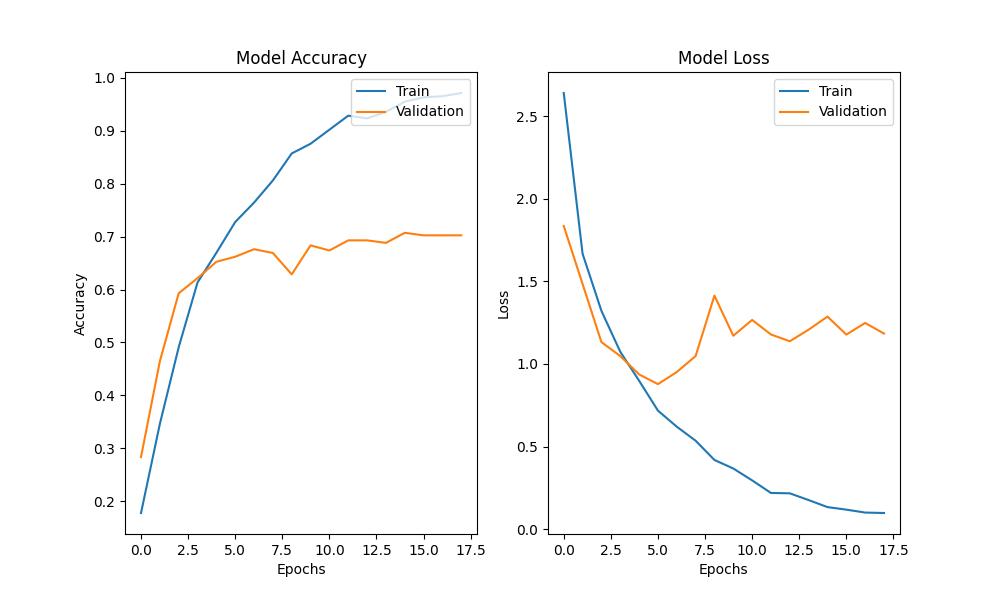 Model Accuracy
1.0
0.9
0.8
0.7
0.6
0.5
0.4
0.3
0.2
Accuracy
Train
Validation
0.0 2.5 5.0 7.5 10.0 12.5 15.0 17.5
Epochs
Model Loss
2.5
2.0
1.5
1.0
0.5
0.0
Loss
Train
Validation
0.0 2.5 5.0 7.5 10.0 12.5 15.0 17.5
Epochs